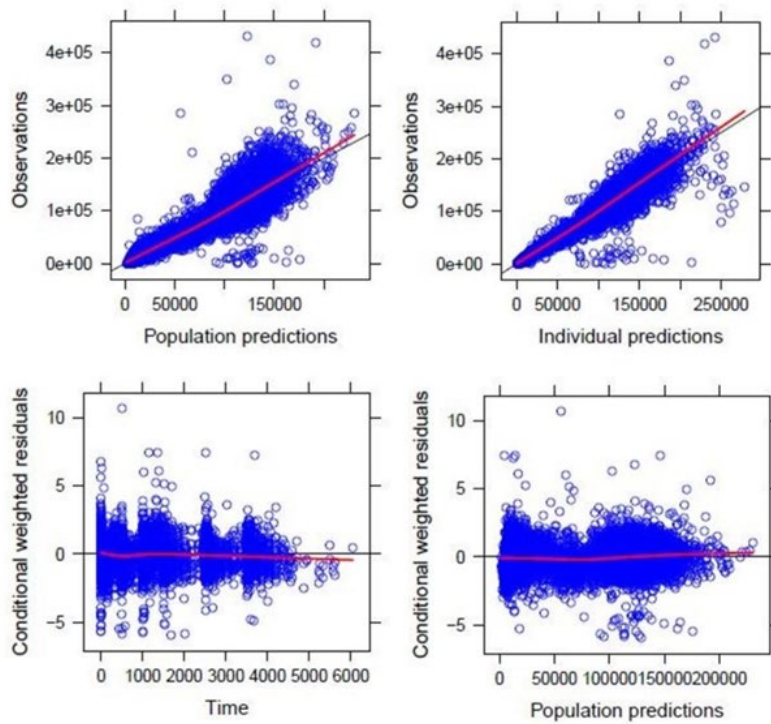 4e+05
3e+05
2e+05
1e+05
0e+00
Observations
0 50000 150000
Population predictions
4e+05
3e+05
2e+05
1e+05
0e+00
Observations
0 50000 150000 250000
Individual predictions
10
5
0
−5
Conditional weighted residuals
0 1000 2000 3000 4000 5000 6000
Time
10
5
0
−5
Conditional weighted residuals
0 50000 100000150000200000
Population predictions